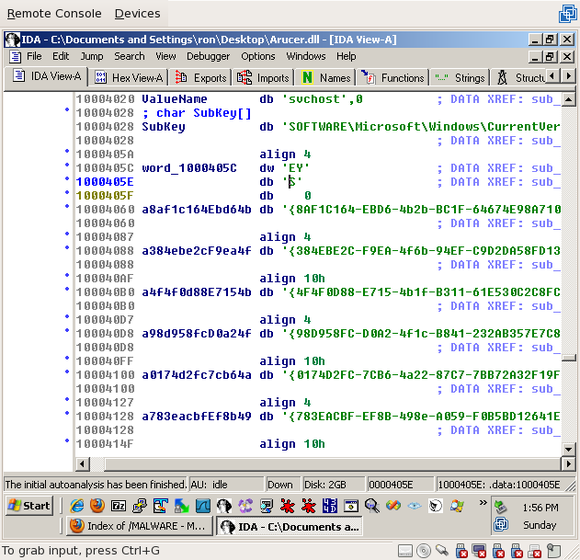 Remote Console Devices
IDA - C:\Documents and Settings\ron\Desktop\Arucer.dll - [IDA View-A]
File Edit Jump Search View Debugger Options Windows Help
IDA View-A Hex View-A Exports Imports N Names Functions "..." Strings Structu
10004020 ValueName db 'svchost',0 ; DATA XREF: sub_
10004028 ; char SubKey[]
10004028 SubKey db 'SOFTWARE\Microsoft\Windows\CurrentVer
10004028 ; DATA XREF: sub_
1000405A align 4
1000405C word_1000405C dw 'EY'
1000405E db 'S'
1000405F db 0
10004060 a8af1c164Ebd64b db '{8AF1C164-EBD6-4b2b-BC1F-64674E98A710
10004060 ; DATA XREF: sub_
10004087 align 4
10004088 a384ebe2cF9ea4f db '{384EBE2C-F9EA-4f6b-94EF-C9D2DA58FD13
10004088 ; DATA XREF: sub_
100040AF align 10h
100040B0 a4f4f0d88E7154b db '{4F4F0D88-E715-4b1f-B311-61E530C2C8FC
100040B0 ; DATA XREF: sub_
100040D7 align 4
100040D8 a98d958fcD0a24f db '{98D958FC-D0A2-4f1c-B841-232AB357E7C8
100040D8 ; DATA XREF: sub_
100040FF align 10h
10004100 a0174d2fc7cb64a db '{0174D2FC-7CB6-4a22-87C7-7BB72A32F19F
10004100 ; DATA XREF: sub_
10004127 align 4
10004128 a783eacbfEf8b49 db '{783EACBF-EF8B-498e-A059-F0B5BD12641E
10004128 ; DATA XREF: sub_
1000414F align 10h
The initial autoanalysis has been finished. AU: idle Down Disk: 2GB 0000405E 1000405E: .data:1000405E
Start 1:56 PM
Sunday
Index of /MALWARE - M... IDA - C:\Documents a...
To grab input, press Ctrl+G